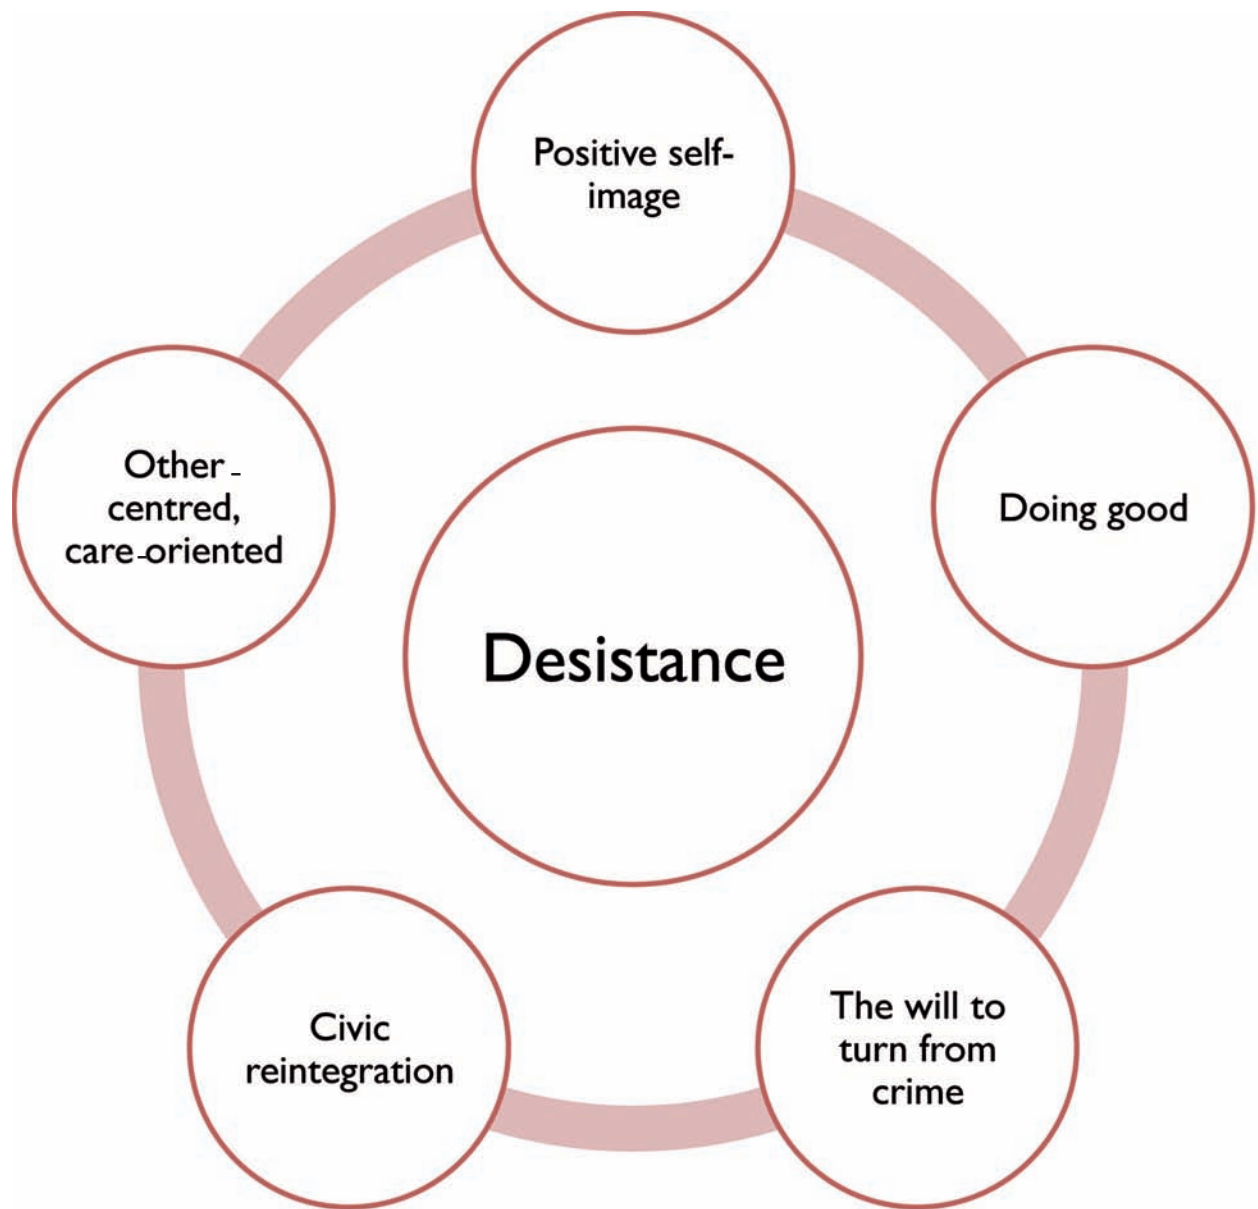 Positive self-
image
Doing good
The will to
turn from
crime
Civic
reintegration
Other-
centred,
care-oriented
Desistance